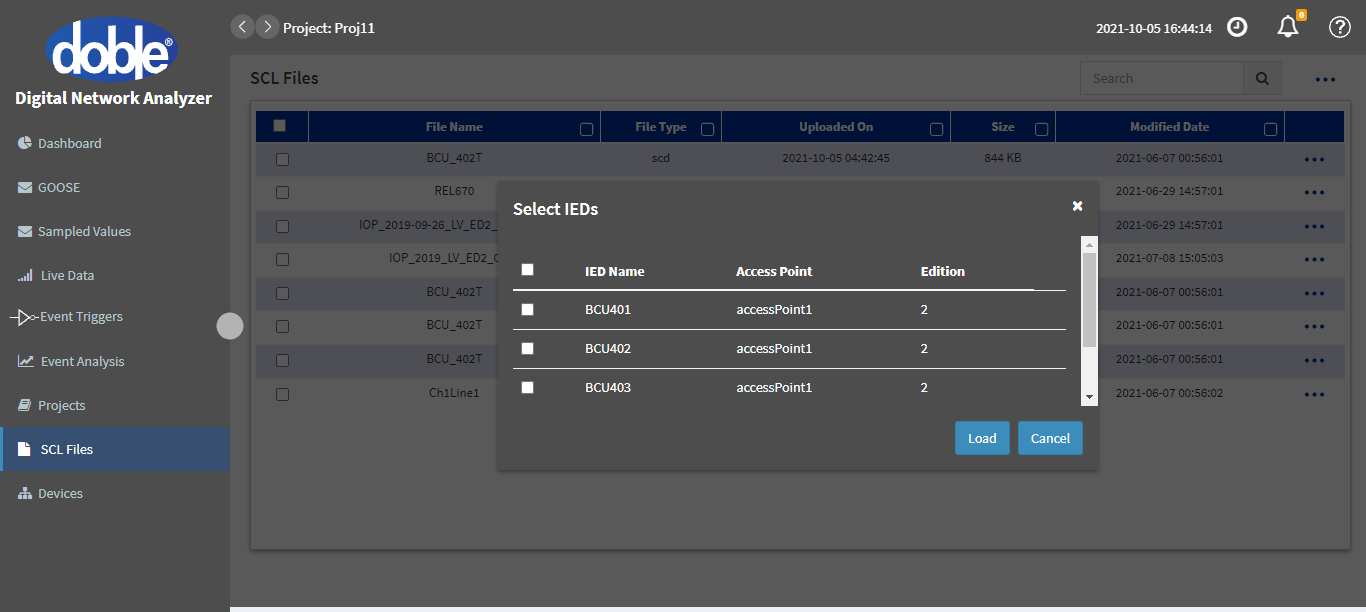 doble®
Digital Network Analyzer
Dashboard
GOOSE
Sampled Values
Live Data
Event Triggers
Event Analysis
Projects
SCL Files
Devices
Project: Proj11
2021-10-05 16:44:14
0
SCL Files
Search
File Name File Type Uploaded On Size Modified Date
BCU_402T scd 2021-10-05 04:42:45 844 KB 2021-06-07 00:56:01
REL670 2021-06-29 14:57:01
IOP_2019-09-26_LV_ED2_ 2021-06-29 14:57:01
IOP_2019_LV_ED2_ 2021-07-08 15:05:03
BCU_402T 2021-06-07 00:56:01
BCU_402T 2021-06-07 00:56:01
BCU_402T 2021-06-07 00:56:01
Ch1Line1 2021-06-07 00:56:02
Select IEDs
IED Name Access Point Edition
BCU401 accessPoint1 2
BCU402 accessPoint1 2
BCU403 accessPoint1 2
Load Cancel